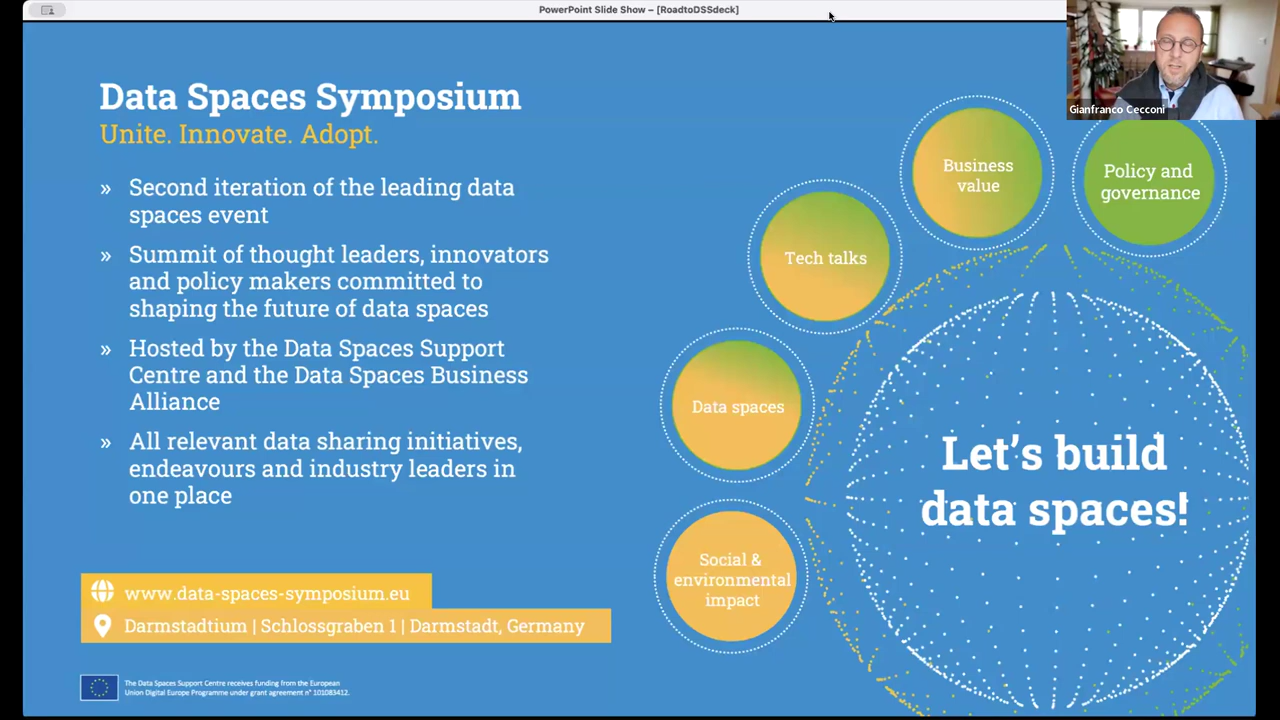 PowerPoint Slide Show – [RoadtoDSSdeck]
Gianfranco Cecconi
Data Spaces Symposium
Unite. Innovate. Adopt.
» Second iteration of the leading data
spaces event
» Summit of thought leaders, innovators
and policy makers committed to
shaping the future of data spaces
» Hosted by the Data Spaces Support
Centre and the Data Spaces Business
Alliance
» All relevant data sharing initiatives,
endeavours and industry leaders in
one place
www.data-spaces-symposium.eu
Darmstadtium | Schlossgraben 1 | Darmstadt, Germany
The Data Spaces Support Centre receives funding from the European
Union Digital Europe Programme under grant agreement n° 101083412.
Business
value
Policy and
governance
Tech talks
Data spaces
Social &
environmental
impact
Let’s build
data spaces!